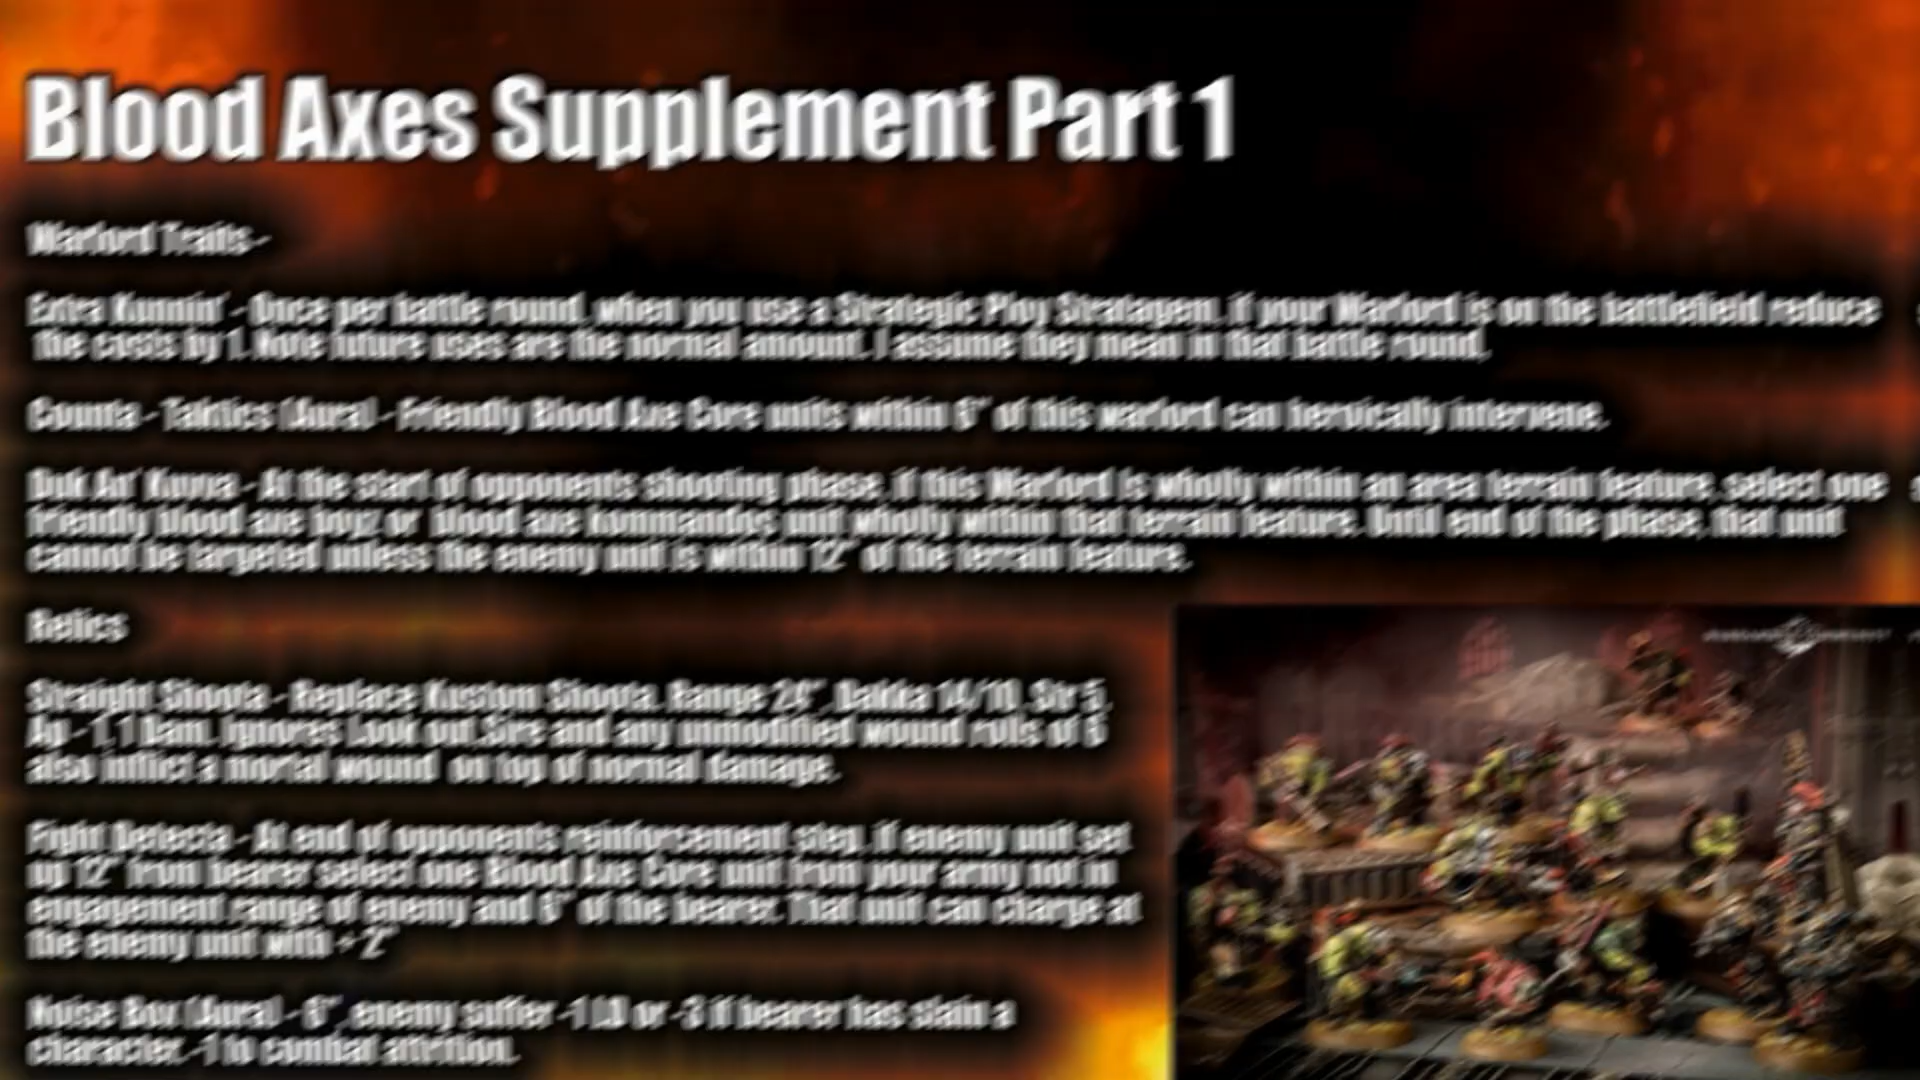 Blood Axes Supplement Part 1
Warlord Traits -
Extra Kunnin' - Once per battle round, when you use a Strategic Ploy Stratagem, if your Warlord is on the battlefield reduce
the costs by 1. Note future uses are the normal amount. I assume they mean in that battle round.
Counta - Taktics (Aura) - Friendly Blood Axe Core units within 6" of this warlord can heroically intervene.
Duk An' Kuvva - At the start of opponents shooting phase, if this Warlord is wholly within an area terrain feature, select one
friendly blood axe boyz or blood axe kommandos unit wholly within that terrain feature. Until end of the phase, that unit
cannot be targeted unless the enemy unit is within 12" of the terrain feature.
Relics
Straight Shoota - Replace Kustom Shoota. Range 24", Dakka 14/10, Str 5,
Ap - 1, 1 Dam. Ignores Look out Sire and any unmodified wound rolls of 6
also inflict a mortal wound on top of normal damage.
Fight Detecta - At end of opponents reinforcement step, if enemy unit set
up 12" from bearer select one Blood Axe Core unit from your army not in
engagement range of enemy and 6" of the bearer. That unit can charge at
the enemy unit with + 2"
Noise Box (Aura) - 6", enemy suffer -1 LD or -3 if bearer has slain a
character. -1 to combat attrition.